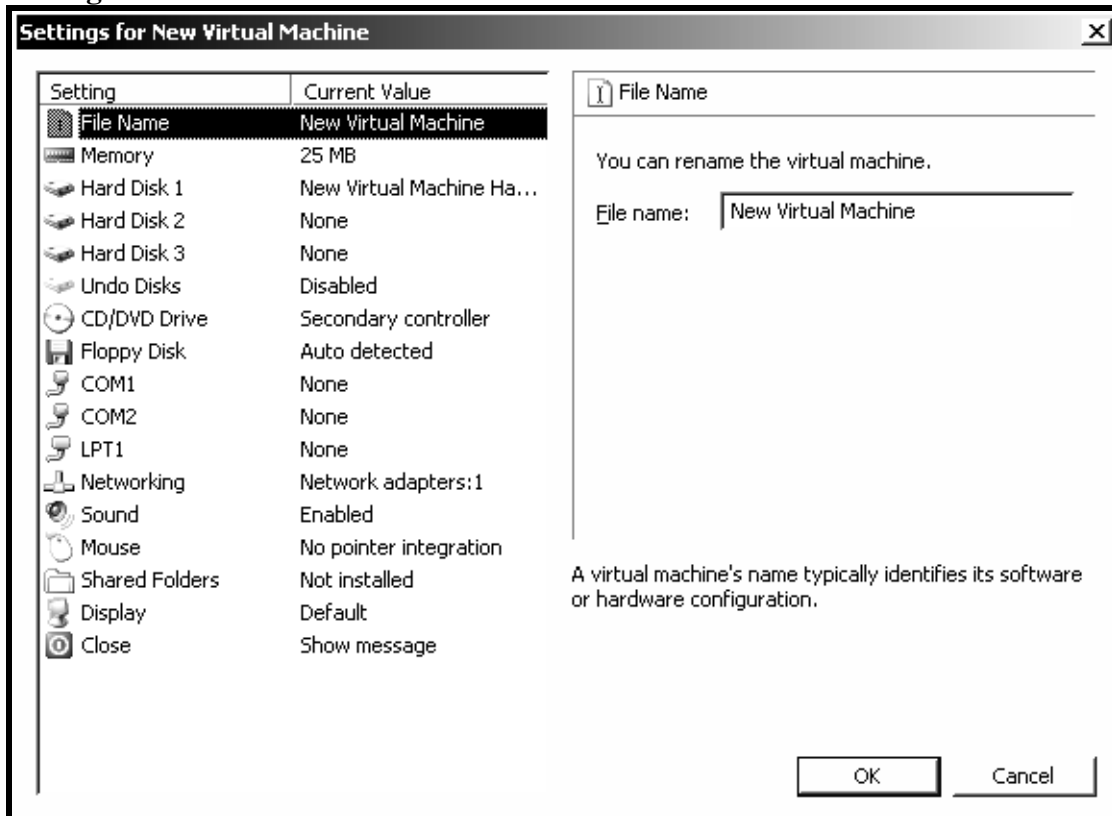 Settings for New Virtual Machine
Setting Current Value
File Name New Virtual Machine
Memory 25 MB
Hard Disk 1 New Virtual Machine Ha...
Hard Disk 2 None
Hard Disk 3 None
Undo Disks Disabled
CD/DVD Drive Secondary controller
Floppy Disk Auto detected
COM1 None
COM2 None
LPT1 None
Networking Network adapters:1
Sound Enabled
Mouse No pointer integration
Shared Folders Not installed
Display Default
Close Show message
File Name
You can rename the virtual machine.
File name: New Virtual Machine
A virtual machine's name typically identifies its software
or hardware configuration.
OK Cancel